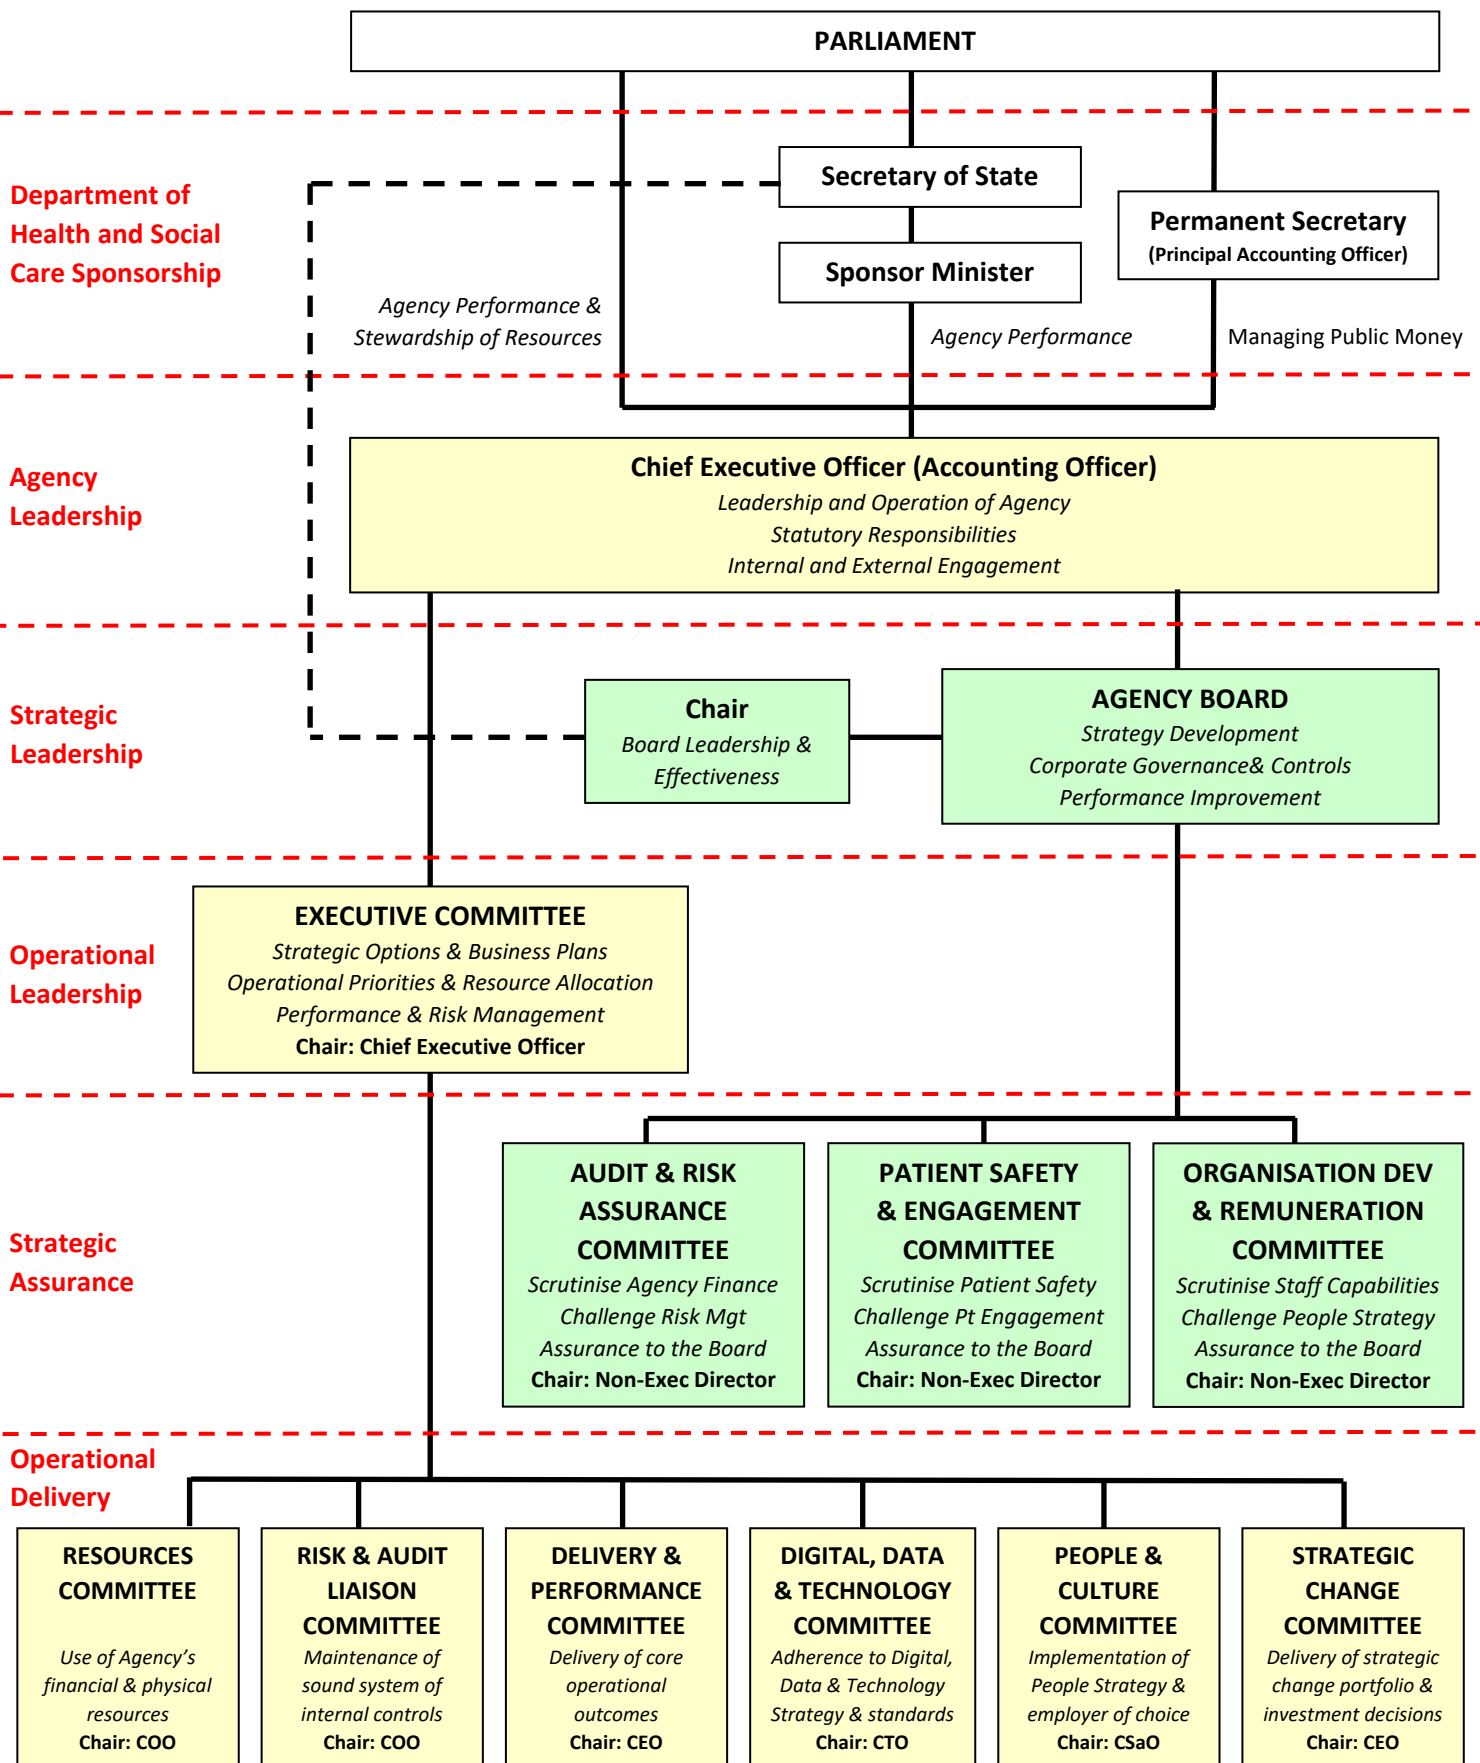 PARLIAMENT
Department of
Health and Social
Care Sponsorship
Secretary of State
Permanent Secretary
(Principal Accounting Officer)
Sponsor Minister
Agency Performance &
Stewardship of Resources
Agency Performance
Managing Public Money
Agency
Leadership
Chief Executive Officer (Accounting Officer)
Leadership and Operation of Agency
Statutory Responsibilities
Internal and External Engagement
Strategic
Leadership
Chair
Board Leadership &
Effectiveness
AGENCY BOARD
Strategy Development
Corporate Governance& Controls
Performance Improvement
Operational
Leadership
EXECUTIVE COMMITTEE
Strategic Options & Business Plans
Operational Priorities & Resource Allocation
Performance & Risk Management
Chair: Chief Executive Officer
Strategic
Assurance
AUDIT & RISK
ASSURANCE
COMMITTEE
Scrutinise Agency Finance
Challenge Risk Mgt
Assurance to the Board
Chair: Non-Exec Director
PATIENT SAFETY
& ENGAGEMENT
COMMITTEE
Scrutinise Patient Safety
Challenge Pt Engagement
Assurance to the Board
Chair: Non-Exec Director
ORGANISATION DEV
& REMUNERATION
COMMITTEE
Scrutinise Staff Capabilities
Challenge People Strategy
Assurance to the Board
Chair: Non-Exec Director
Operational
Delivery
RESOURCES
COMMITTEE
Use of Agency’s
financial & physical
resources
Chair: COO
RISK & AUDIT
LIAISON
COMMITTEE
Maintenance of
sound system of
internal controls
Chair: COO
DELIVERY &
PERFORMANCE
COMMITTEE
Delivery of core
operational
outcomes
Chair: CEO
DIGITAL, DATA
& TECHNOLOGY
COMMITTEE
Adherence to Digital,
Data & Technology
Strategy & standards
Chair: CTO
PEOPLE &
CULTURE
COMMITTEE
Implementation of
People Strategy &
employer of choice
Chair: CSaO
STRATEGIC
CHANGE
COMMITTEE
Delivery of strategic
change portfolio &
investment decisions
Chair: CEO